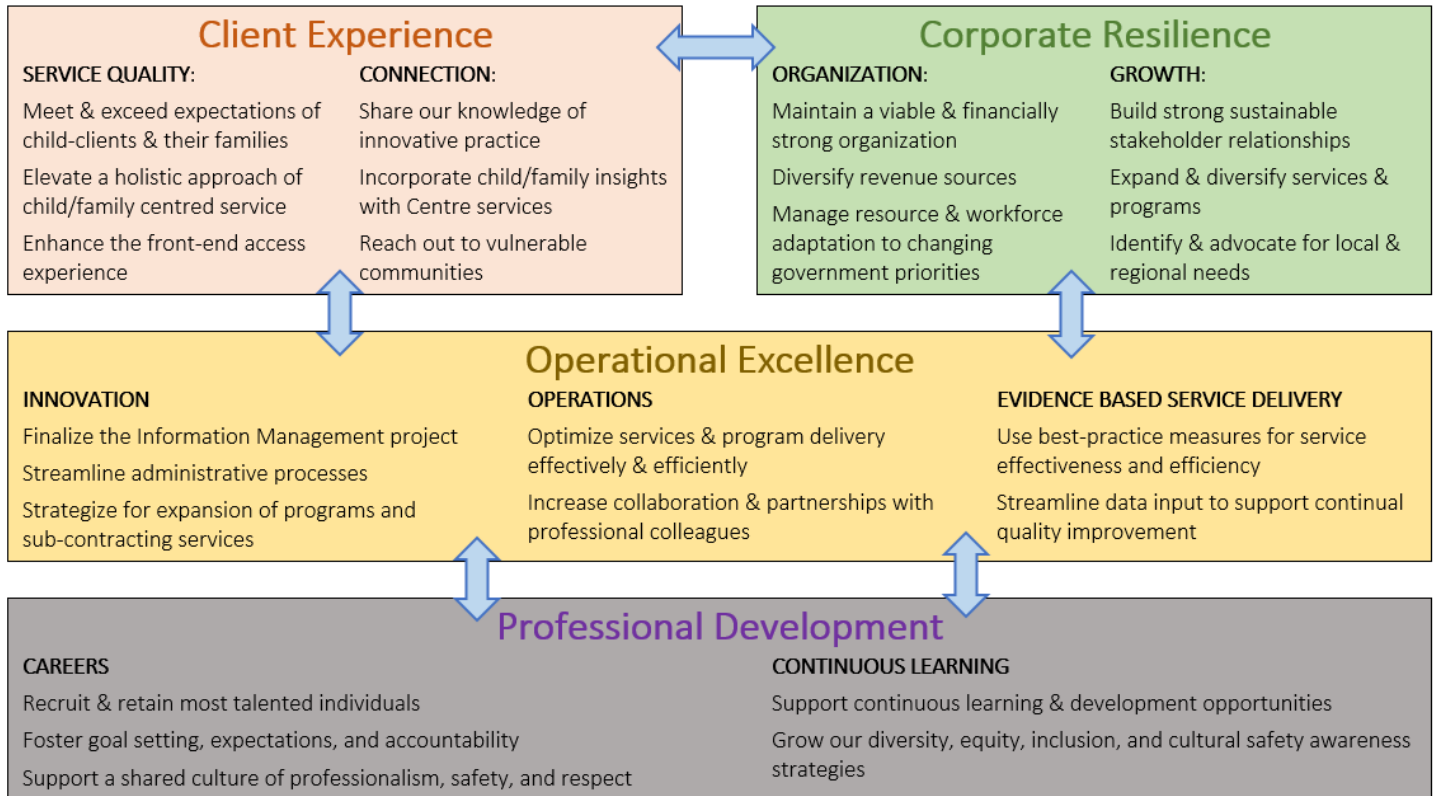 Client Experience
SERVICE QUALITY:
Meet & exceed expectations of
child-clients & their families
Elevate a holistic approach of
child/family centred service
Enhance the front-end access
experience
CONNECTION:
Share our knowledge of
innovative practice
Incorporate child/family insights
with Centre services
Reach out to vulnerable
communities
Corporate Resilience
ORGANIZATION:
Maintain a viable & financially
strong organization
Diversify revenue sources
Manage resource & workforce
adaptation to changing
government priorities
GROWTH:
Build strong sustainable
stakeholder relationships
Expand & diversify services &
programs
Identify & advocate for local &
regional needs
Operational Excellence
INNOVATION
Finalize the Information Management project
Streamline administrative processes
Strategize for expansion of programs and
sub-contracting services
OPERATIONS
Optimize services & program delivery
effectively & efficiently
Increase collaboration & partnerships with
professional colleagues
EVIDENCE BASED SERVICE DELIVERY
Use best-practice measures for service
effectiveness and efficiency
Streamline data input to support continual
quality improvement
Professional Development
CAREERS
Recruit & retain most talented individuals
Foster goal setting, expectations, and accountability
Support a shared culture of professionalism, safety, and respect
CONTINUOUS LEARNING
Support continuous learning & development opportunities
Grow our diversity, equity, inclusion, and cultural safety awareness
strategies